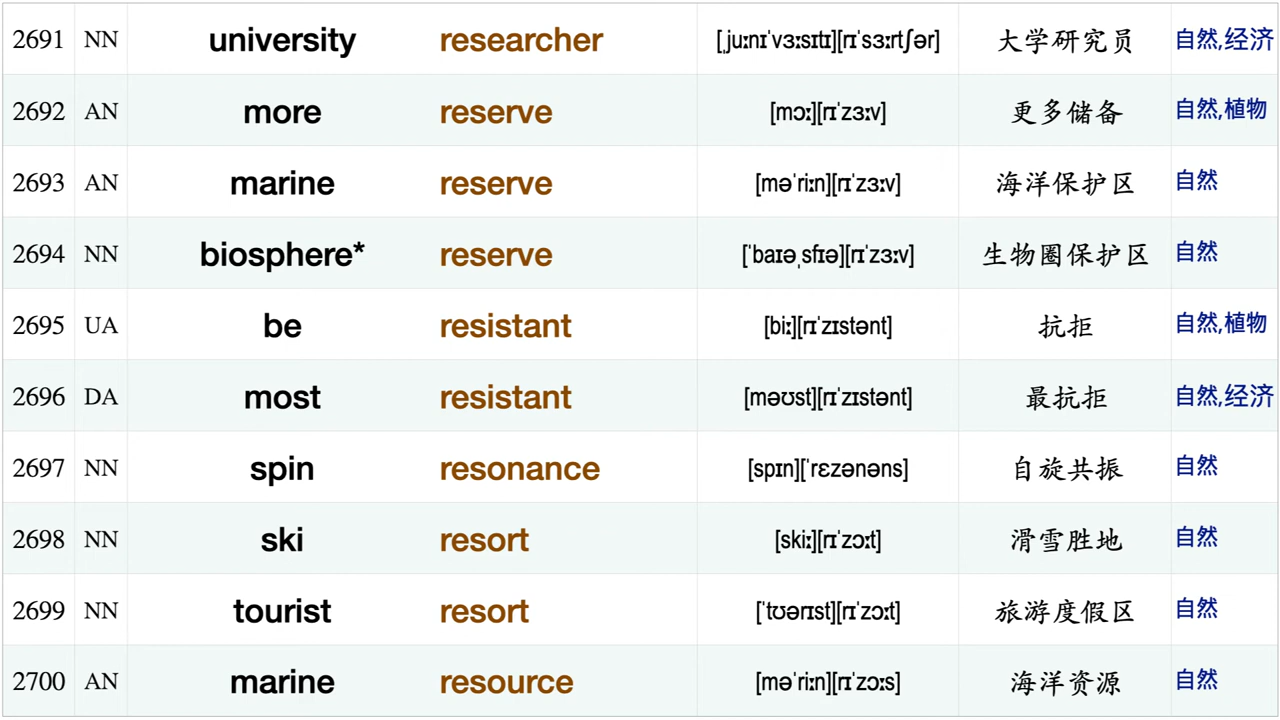 2691 NN university researcher [ˌjuːnɪˈvɜːsɪtɪ][rɪˈsɜːrtʃər] 大学研究员 自然,经济
2692 AN more reserve [mɔː][rɪˈzɜːv] 更多储备 自然,植物
2693 AN marine reserve [məˈriːn][rɪˈzɜːv] 海洋保护区 自然
2694 NN biosphere* reserve [ˈbaɪəˌsfɪə][rɪˈzɜːv] 生物圈保护区 自然
2695 UA be resistant [biː][rɪˈzɪstənt] 抗拒 自然,植物
2696 DA most resistant [məʊst][rɪˈzɪstənt] 最抗拒 自然,经济
2697 NN spin resonance [spɪn][ˈrɛzənəns] 自旋共振 自然
2698 NN ski resort [skiː][rɪˈzɔːt] 滑雪胜地 自然
2699 NN tourist resort [ˈtʊərɪst][rɪˈzɔːt] 旅游度假区 自然
2700 AN marine resource [məˈriːn][rɪˈzɔːs] 海洋资源 自然